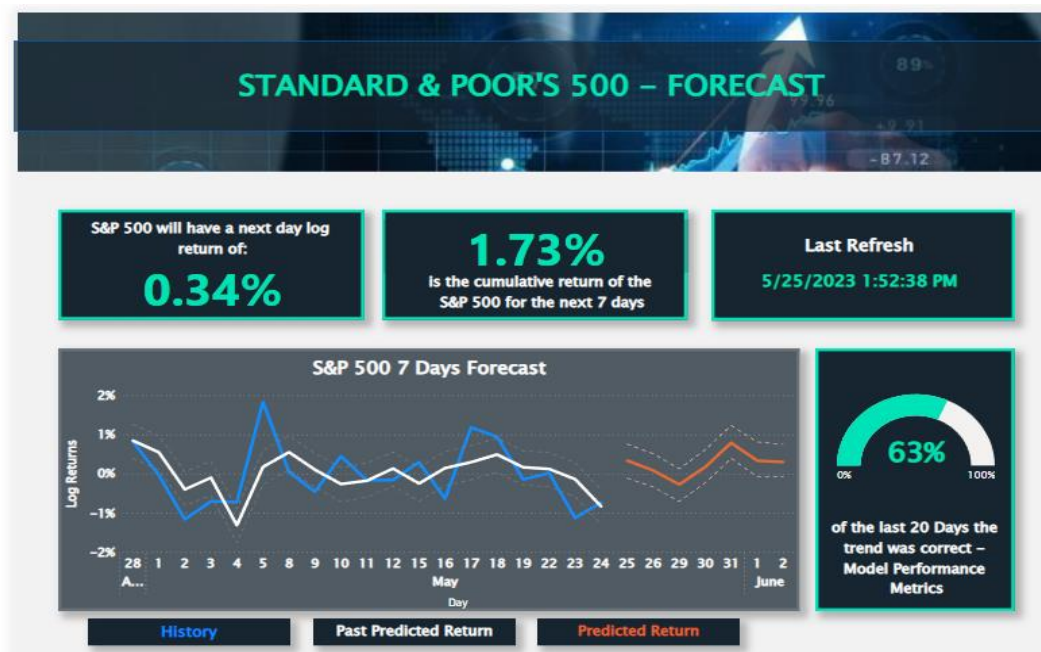 STANDARD & POOR'S 500 – FORECAST
89%
99.96
+9.91
-87.12
S&P 500 will have a next day log
return of:
0.34%
1.73%
is the cumulative return of the
S&P 500 for the next 7 days
Last Refresh
5/25/2023 1:52:38 PM
S&P 500 7 Days Forecast
Log Returns
2%
1%
0%
-1%
-2%
28 1 2 3 4 5 8 9 10 11 12 15 16 17 18 19 22 23 24 25 26 29 30 31 1 2
A... May June
Day
63%
0% 100%
of the last 20 Days the
trend was correct –
Model Performance
Metrics
History Past Predicted Return Predicted Return